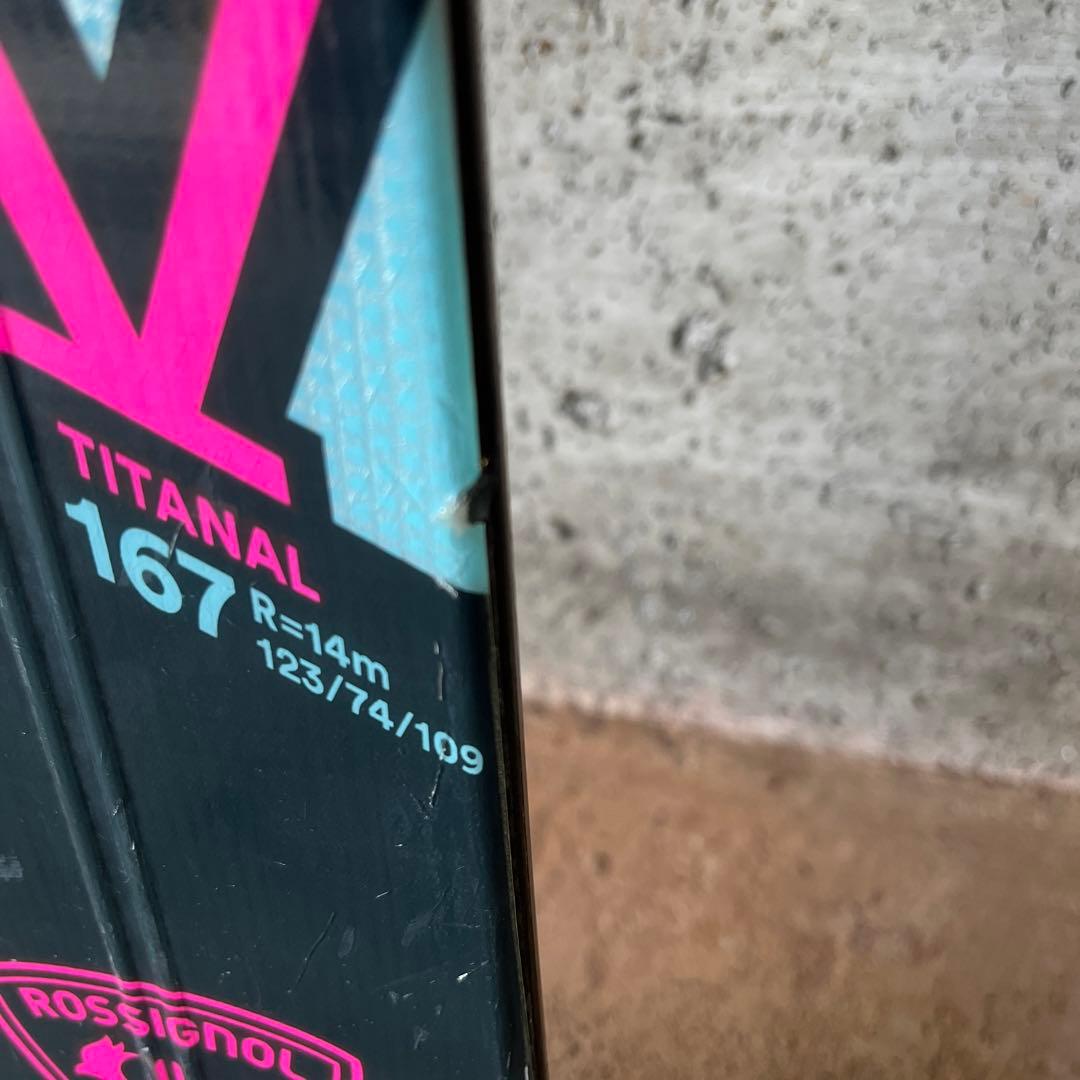 TITANAL
167
R=14m
123/74/109
ROSSIGNOL